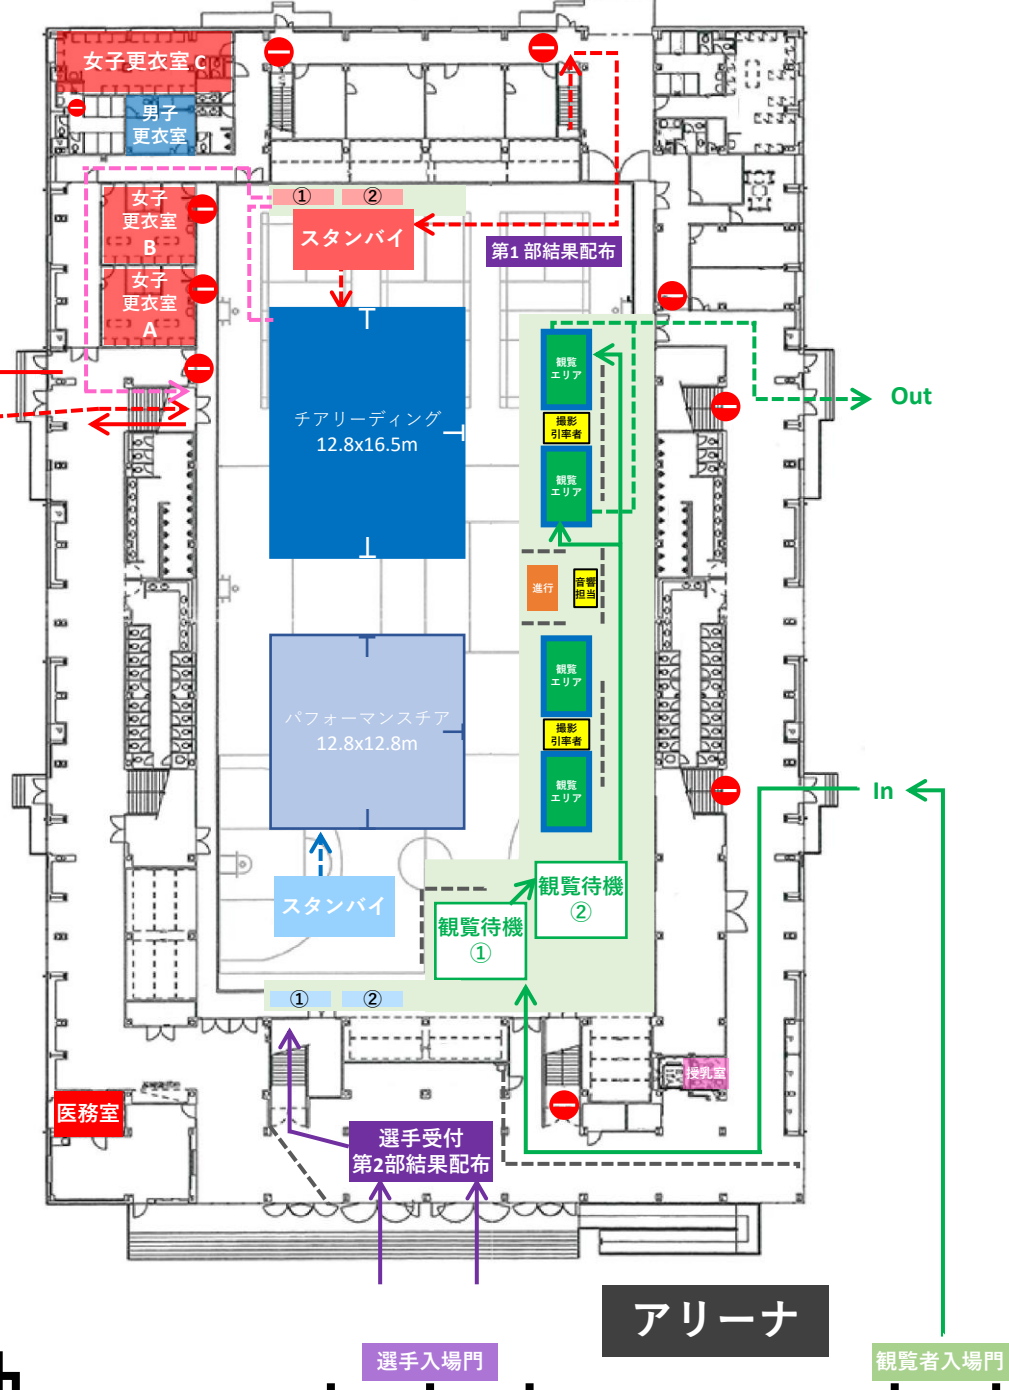 女子更衣室 C
男子
更衣室
女子
更衣室
B
女子
更衣室
A
① ②
スタンバイ
第1 部結果配布
チアリーディング
12.8x16.5m
観覧
エリア
撮影
引率者
観覧
エリア
進行
音響
担当
Out
パフォーマンスチア
12.8x12.8m
観覧
エリア
撮影
引率者
観覧
エリア
In
スタンバイ
観覧待機
②
観覧待機
①
① ②
授乳室
医務室
選手受付
第2部結果配布
アリーナ
選手入場門
観覧者入場門